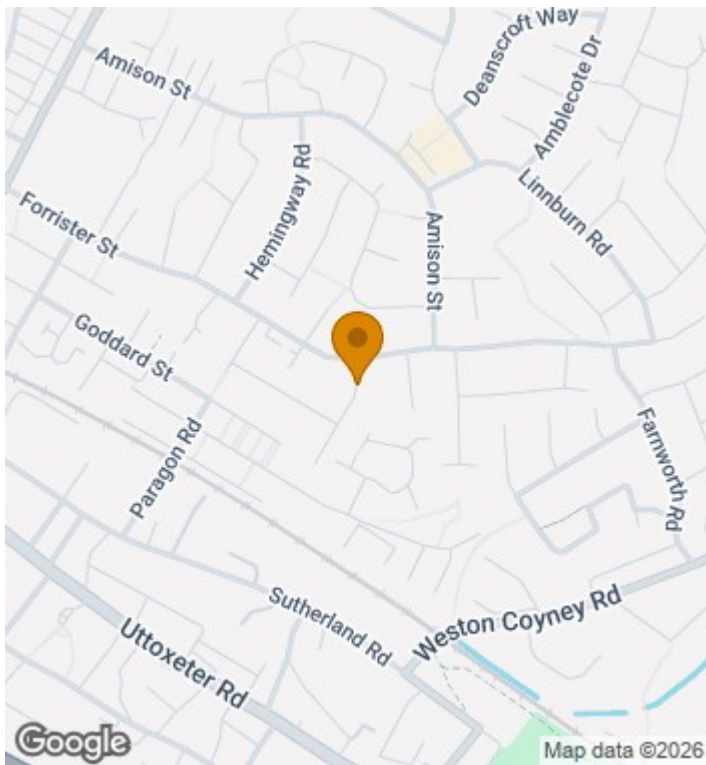 Deanscroft Way
Amison St
Amblecote Dr
Hemingway Rd
Linnburn Rd
Forrister St
Amison St
Goddard St
Paragon Rd
Farnworth Rd
Sutherland Rd
Weston Coyney Rd
Uttoxeter Rd
Google
Map data ©2026